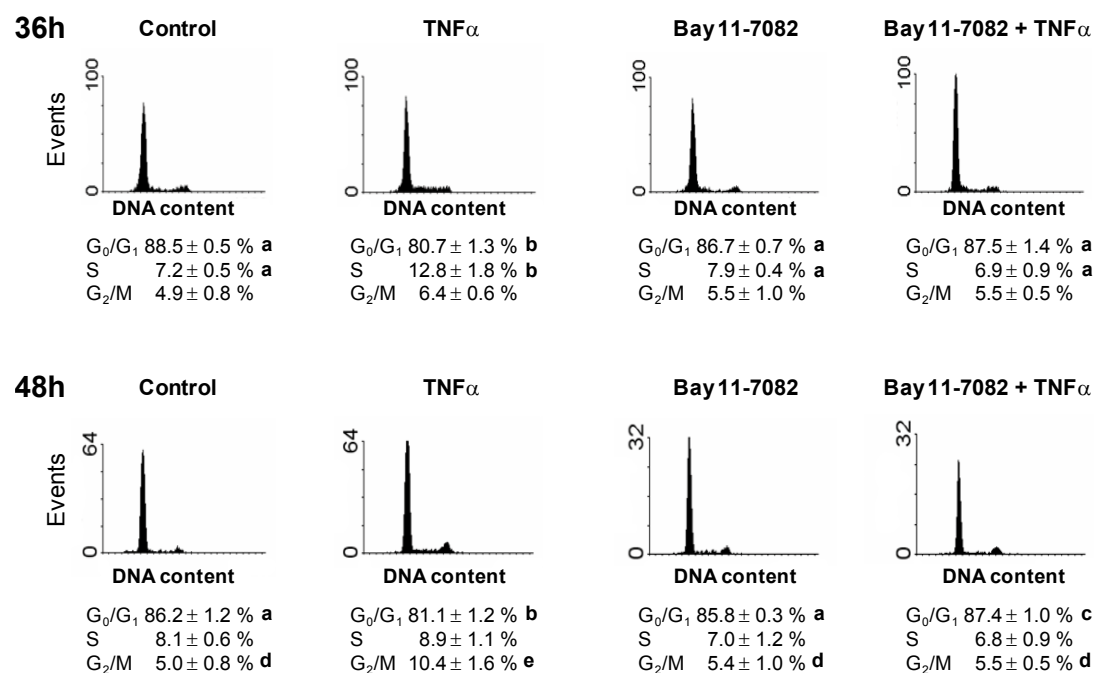 36h Control TNFα Bay 11-7082 Bay 11-7082 + TNFα
100 100 100 100
Events
0 0 0 0
DNA content DNA content DNA content DNA content
G₀/G₁ 88.5 ± 0.5 % a G₀/G₁ 80.7 ± 1.3 % b G₀/G₁ 86.7 ± 0.7 % a G₀/G₁ 87.5 ± 1.4 % a
S 7.2 ± 0.5 % a S 12.8 ± 1.8 % b S 7.9 ± 0.4 % a S 6.9 ± 0.9 % a
G₂/M 4.9 ± 0.8 % G₂/M 6.4 ± 0.6 % G₂/M 5.5 ± 1.0 % G₂/M 5.5 ± 0.5 %
48h Control TNFα Bay 11-7082 Bay 11-7082 + TNFα
64 64 32 32
Events
0 0 0 0
DNA content DNA content DNA content DNA content
G₀/G₁ 86.2 ± 1.2 % a G₀/G₁ 81.1 ± 1.2 % b G₀/G₁ 85.8 ± 0.3 % a G₀/G₁ 87.4 ± 1.0 % c
S 8.1 ± 0.6 % S 8.9 ± 1.1 % S 7.0 ± 1.2 % S 6.8 ± 0.9 %
G₂/M 5.0 ± 0.8 % d G₂/M 10.4 ± 1.6 % e G₂/M 5.4 ± 1.0 % d G₂/M 5.5 ± 0.5 % d